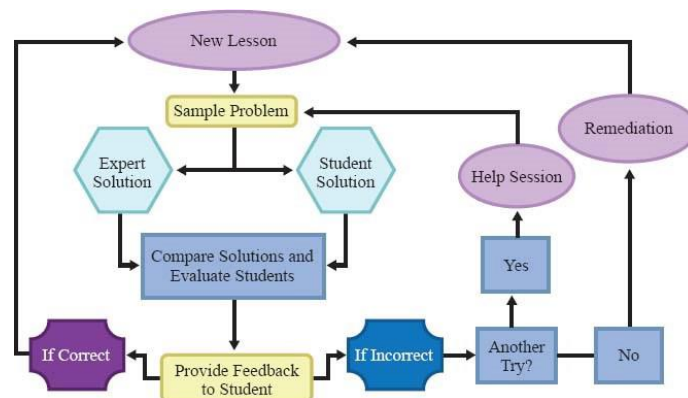 New Lesson
Sample Problem
Remediation
Expert
Solution
Student
Solution
Help Session
Compare Solutions and
Evaluate Students
Yes
If Correct
If Incorrect
Another
Try?
No
Provide Feedback
to Student